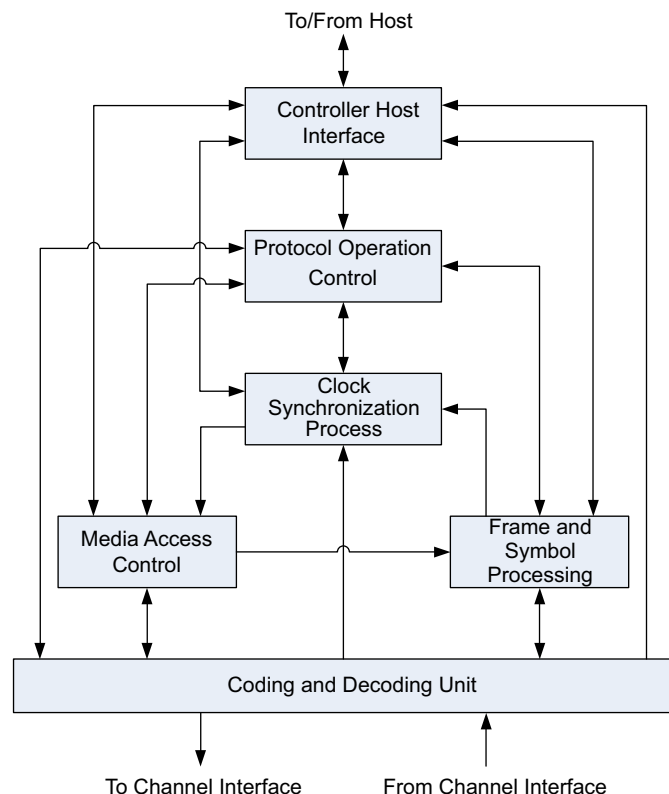 To/From Host
Controller Host
Interface
Protocol Operation
Control
Clock
Synchronization
Process
Media Access
Control
Frame and
Symbol
Processing
Coding and Decoding Unit
To Channel Interface
From Channel Interface